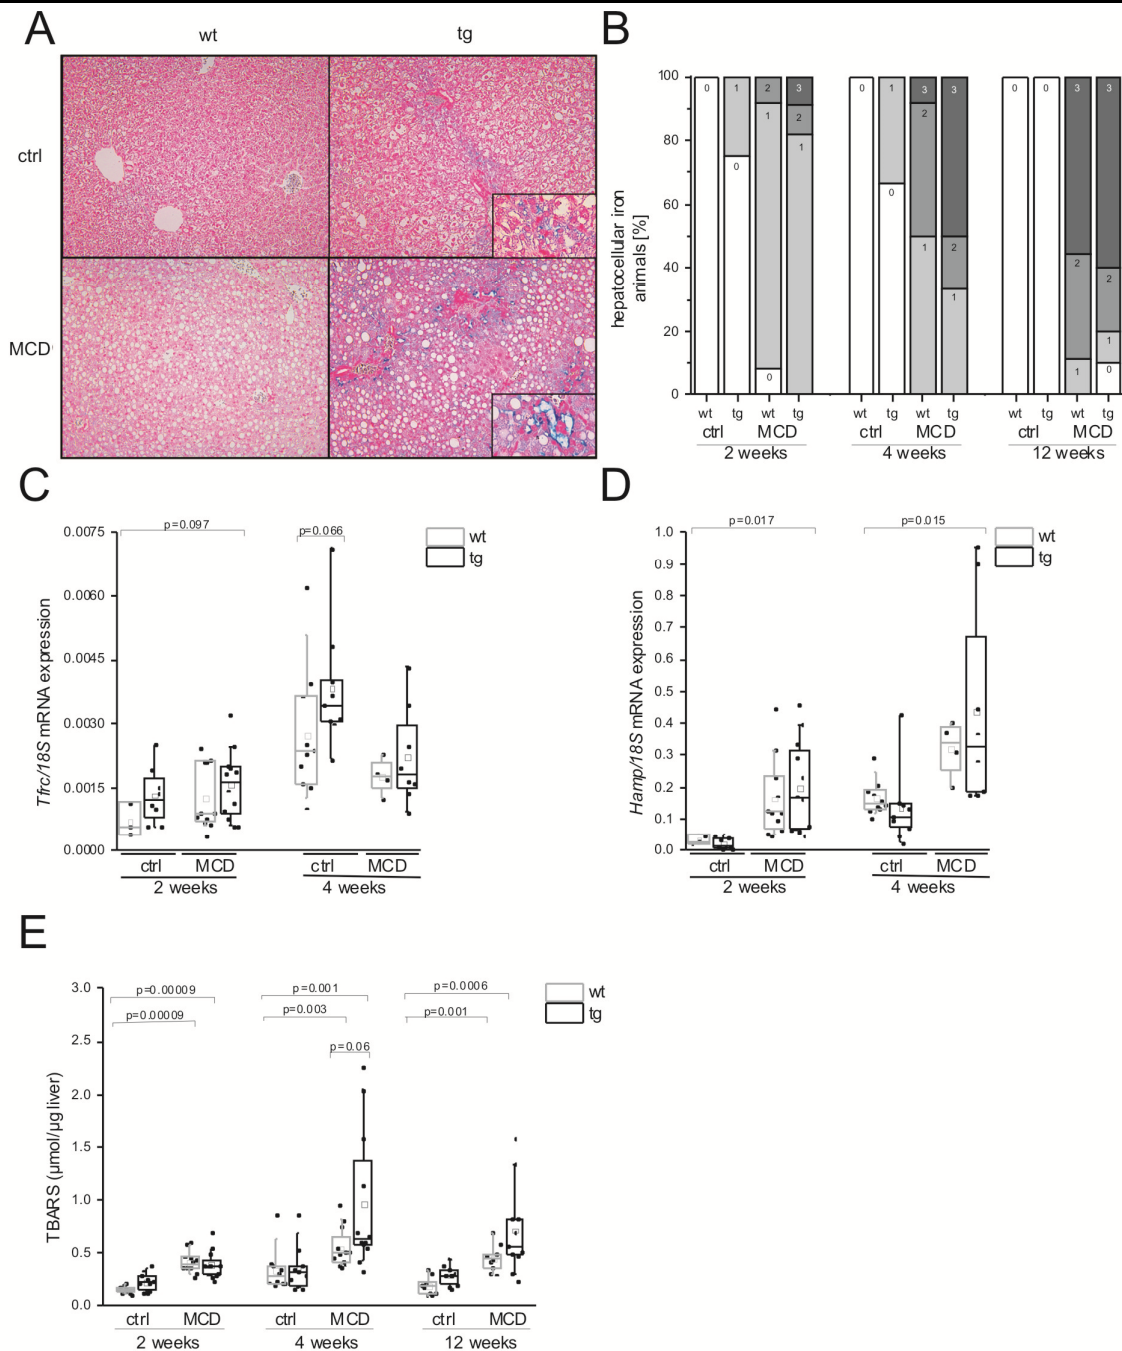 A
wt
tg
ctrl
MCD
B
hepatocellular iron
animals [%]
100
80
60
40
20
0
0
1
0
2
1
0
3
2
1
0
1
0
3
2
1
3
2
1
0
0
3
2
1
3
2
1
0
wt tg wt tg
ctrl MCD
2 weeks
wt tg wt tg
ctrl MCD
4 weeks
wt tg wt tg
ctrl MCD
12 weeks
C
p=0.097
p=0.066
wt
tg
Tfrc/18S mRNA expression
0.0075
0.0060
0.0045
0.0030
0.0015
0.0000
ctrl MCD
2 weeks
ctrl MCD
4 weeks
D
p=0.017
p=0.015
wt
tg
Hamp/18S mRNA expression
1.0
0.9
0.8
0.7
0.6
0.5
0.4
0.3
0.2
0.1
0.0
ctrl MCD
2 weeks
ctrl MCD
4 weeks
E
p=0.00009
p=0.00009
p=0.001
p=0.003
p=0.06
p=0.0006
p=0.001
wt
tg
TBARS (μmol/μg liver)
3.0
2.5
2.0
1.5
1.0
0.5
0.0
ctrl MCD
2 weeks
ctrl MCD
4 weeks
ctrl MCD
12 weeks